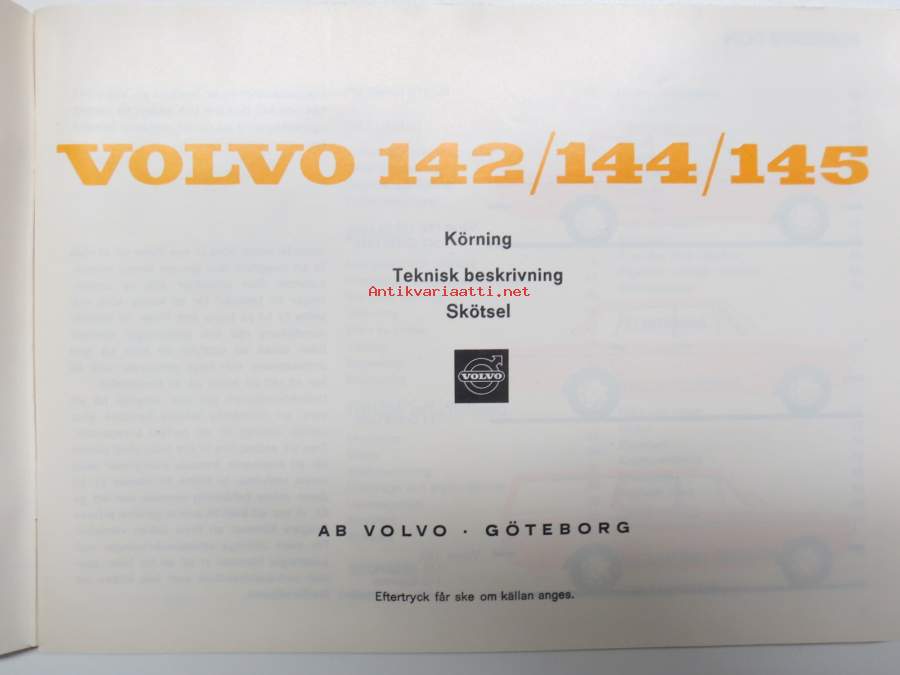 VOLVO 142/144/145
Körning
Teknisk beskrivning
Antikvariaatti.net
Skötsel
VOLVO
AB VOLVO · GÖTEBORG
Eftertryck får ske om källan anges.